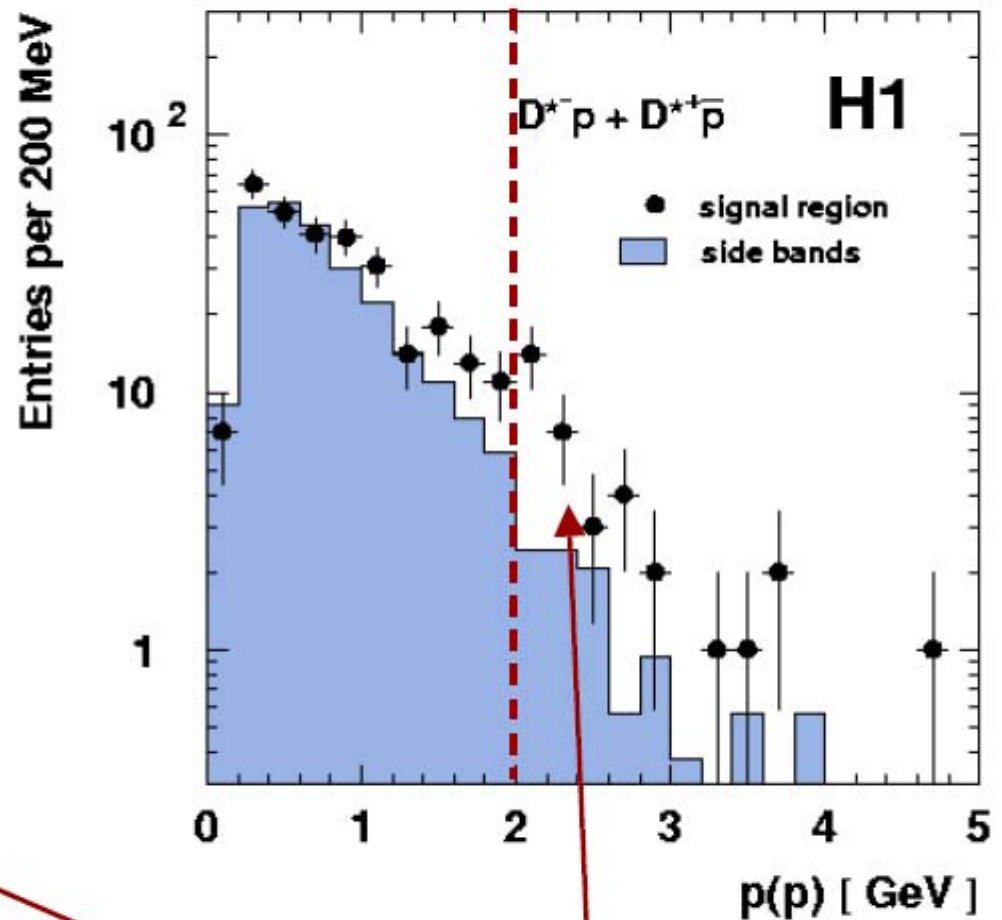 Entries per 200 MeV
10²
10
1
D*⁻p + D*⁺p̅
H1
signal region
side bands
0 1 2 3 4 5
p(p) [ GeV ]